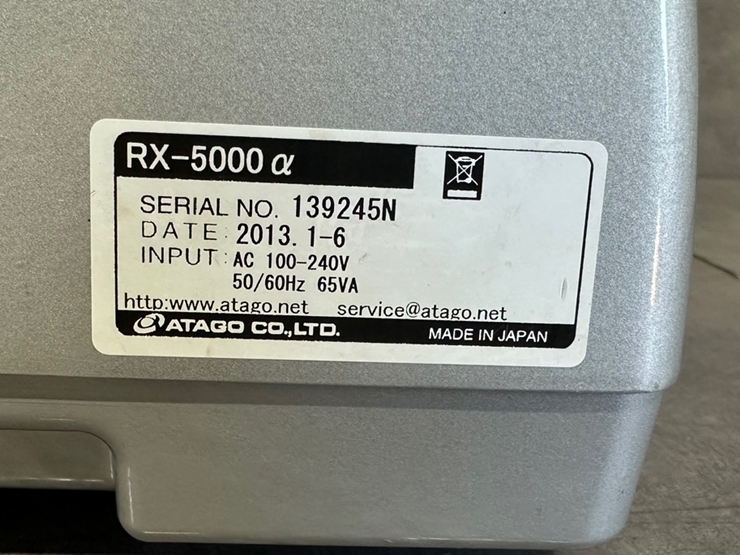 RX-5000 α
SERIAL NO. 139245N
DATE: 2013. 1-6
INPUT: AC 100-240V
50/60Hz 65VA
http:www.atago.net service@atago.net
ATAGO CO.,LTD. MADE IN JAPAN